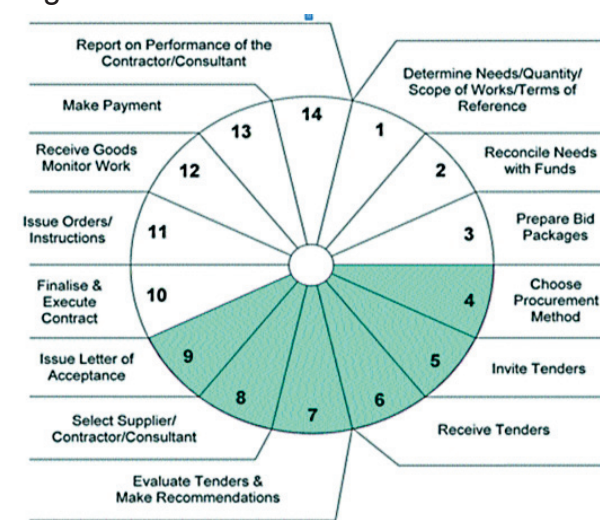 Report on Performance of the
Contractor/Consultant
Determine Needs/Quantity/
Scope of Works/Terms of
Reference
Make Payment
14
13
1
Receive Goods
Monitor Work
12
2
Reconcile Needs
with Funds
Issue Orders/
Instructions
11
3
Prepare Bid
Packages
Finalise &
Execute
Contract
10
4
Choose
Procurement
Method
Issue Letter of
Acceptance
9
5
Invite Tenders
Select Supplier/
Contractor/Consultant
8
7
6
Receive Tenders
Evaluate Tenders &
Make Recommendations